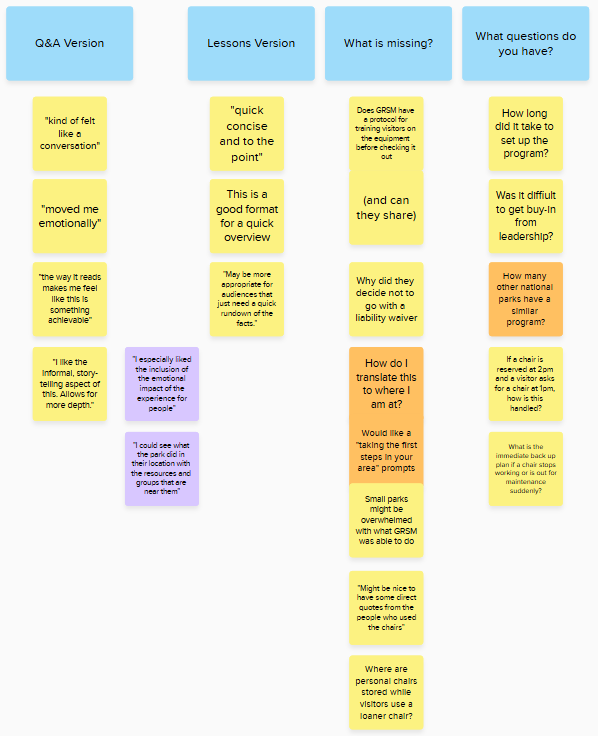 Q&A Version
"kind of felt
like a
conversation"
"moved me
emotionally"
"the way it reads
makes me feel
like this is
something
achievable"
"I like the
Informal, story-
telling aspect of
this. Allows for
more depth."
"I especially liked
the inclusion of
the emotional
impact of the
experience for
people"
"I could see what
the park did in
their location with
the resources and
groups that are
near them"
Lessons Version
"quick
concise
and to the
point"
This is a
good format
for a quick
overview
"May be more
appropriate for
audiences that
just need a quick
rundown of the
facts."
What is missing?
Does GRSM have
a protocol for
training visitors on
the equipment
before checking it
out
(and can
they share)
Why did they
decide not to
go with a
liability waiver
How do I
translate this
to where I
am at?
Would like a
"taking the first
steps in your
area" prompts
Small parks
might be
overwhelmed
with what GRSM
was able to do
"Might be nice to
have some direct
quotes from the
people who used
the chairs"
Where are
personal chairs
stored while
visitors use a
loaner chair?
What questions do
you have?
How long
did it take to
set up the
program?
Was it diffiult
to get buy-in
from
leadership?
How many
other national
parks have a
similar
program?
If a chair is
reserved at 2pm
and a visitor asks
for a chair at 1pm,
how is this
handled?
What is the
immediate back up
plan if a chair stops
working or is out for
maintenance
suddenly?